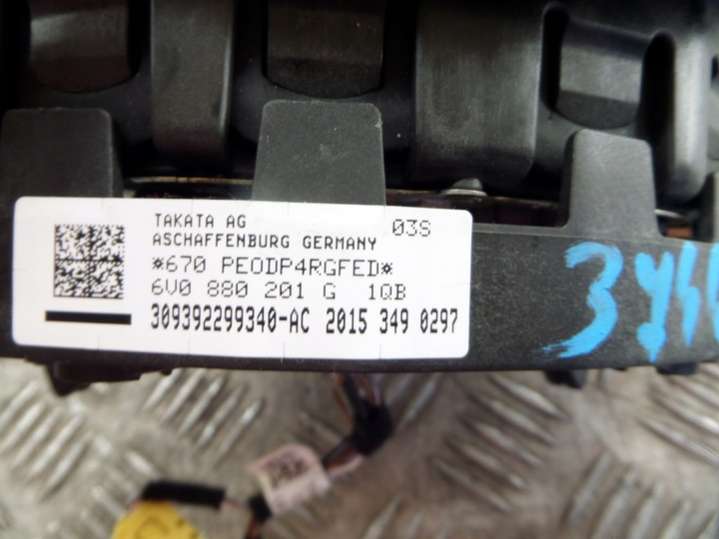 TAKATA AG 03S
ASCHAFFENBURG GERMANY
*670 PEODP4RGFED*
6V0 880 201 G 1QB
309392299340-AC 2015 349 0297